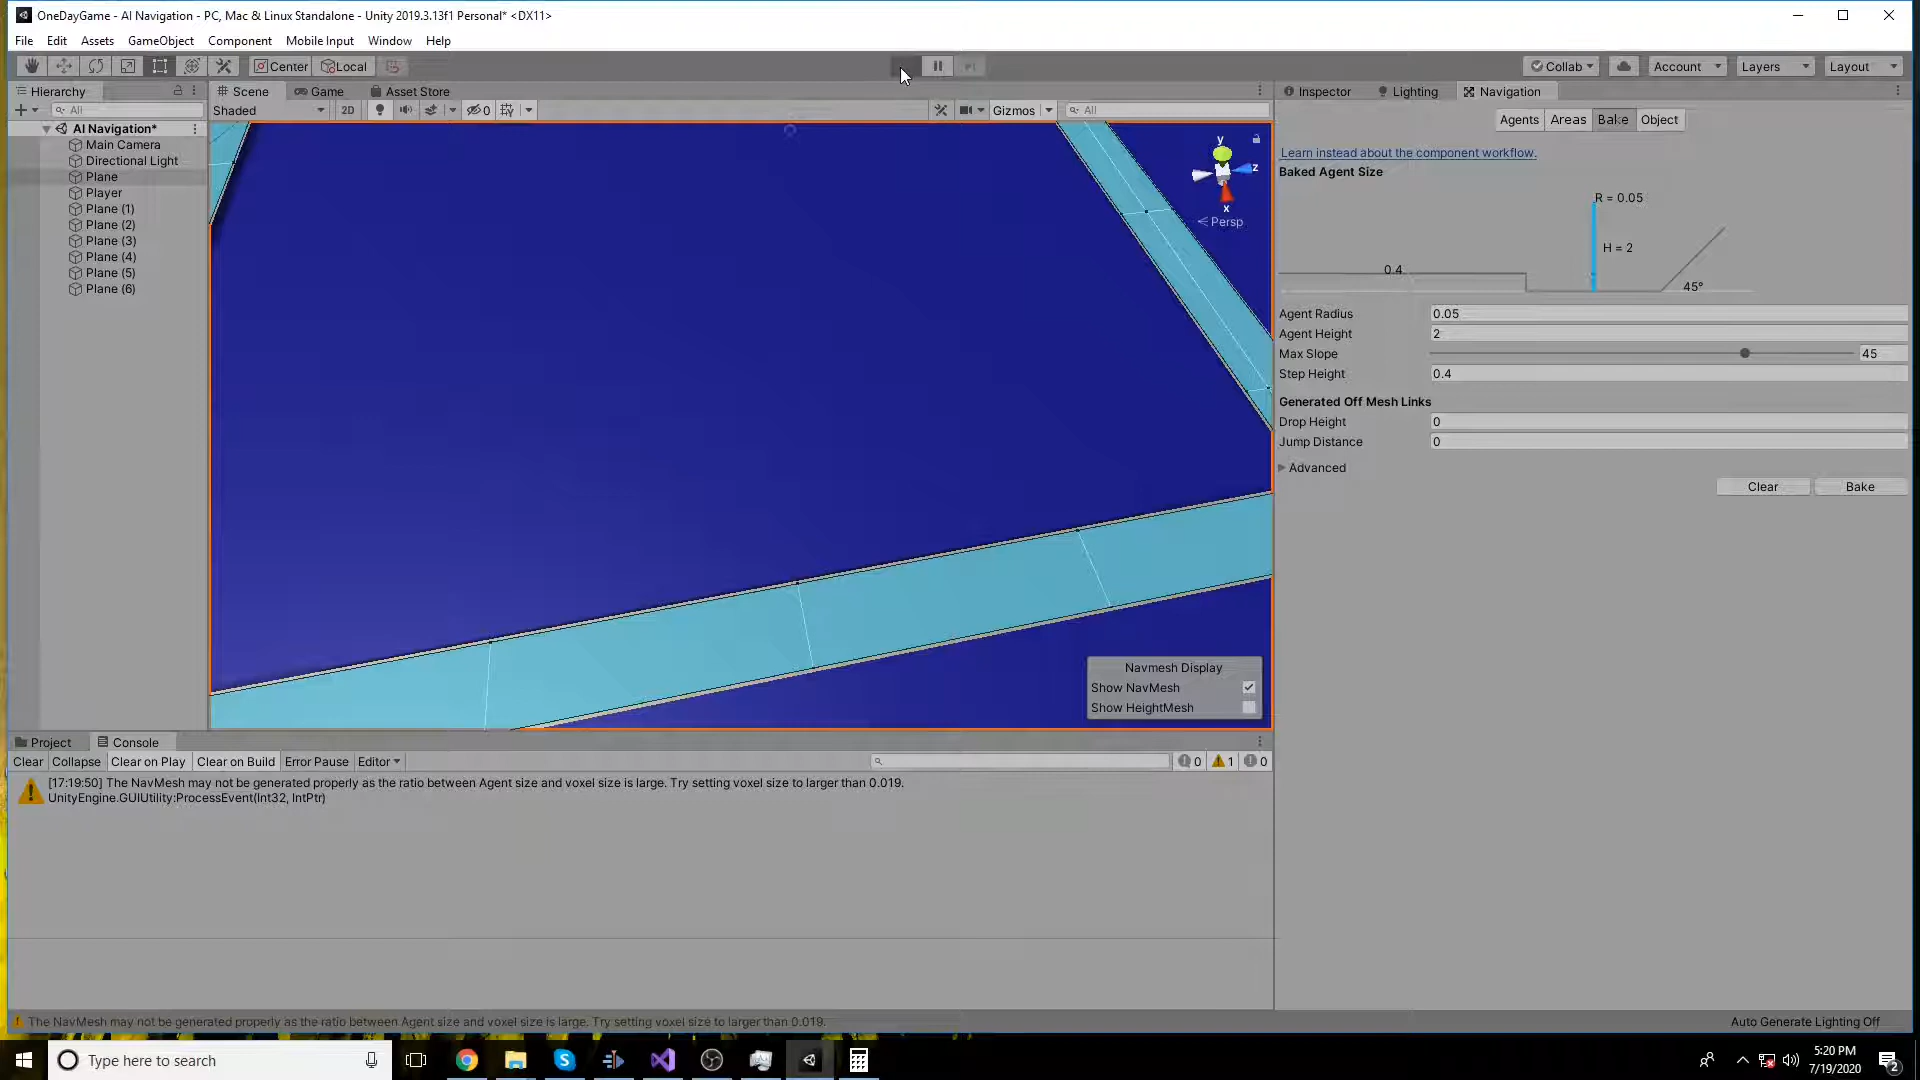 OneDayGame - AI Navigation - PC, Mac & Linux Standalone - Unity 2019.3.13f1 Personal* <DX11>
File Edit Assets GameObject Component Mobile Input Window Help
Center Local Collab Account Layers Layout
Hierarchy Scene Game Asset Store Inspector Lighting Navigation
All Shaded 2D 0 Gizmos All
Agents Areas Bake Object
AI Navigation*
Main Camera
Directional Light
Plane
Player
Plane (1)
Plane (2)
Plane (3)
Plane (4)
Plane (5)
Plane (6)
y
z
x
Persp
Navmesh Display
Show NavMesh
Show HeightMesh
Learn instead about the component workflow.
Baked Agent Size
R = 0.05
H = 2
0.4
45°
Agent Radius 0.05
Agent Height 2
Max Slope 45
Step Height 0.4
Generated Off Mesh Links
Drop Height 0
Jump Distance 0
Advanced
Clear Bake
Project Console
Clear Collapse Clear on Play Clear on Build Error Pause Editor 0 1 0
[17:19:50] The NavMesh may not be generated properly as the ratio between Agent size and voxel size is large. Try setting voxel size to larger than 0.019.
UnityEngine.GUIUtility:ProcessEvent(Int32, IntPtr)
The NavMesh may not be generated properly as the ratio between Agent size and voxel size is large. Try setting voxel size to larger than 0.019.
Auto Generate Lighting Off
Type here to search
5:20 PM
7/19/2020
2